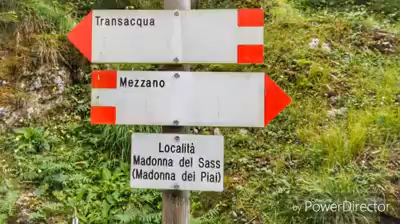 Transacqua
Mezzano
Località
Madonna del Sass
(Madonna dei Piai)
by PowerDirector